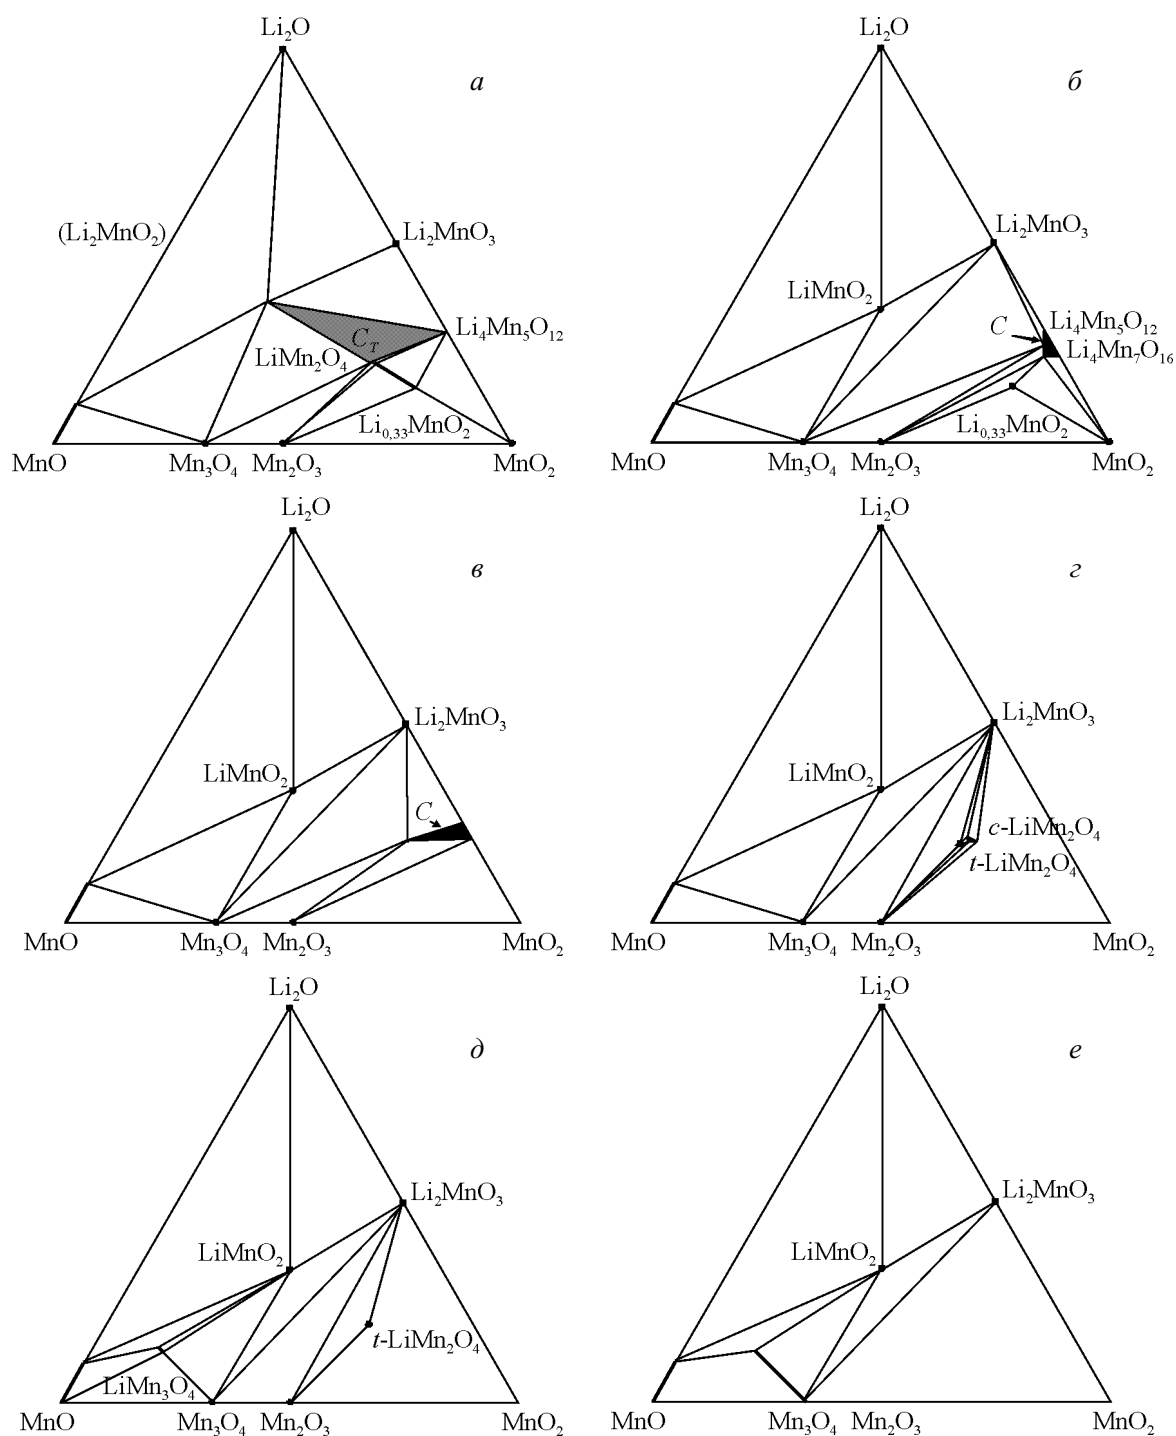 Li₂O
а
(Li₂MnO₂)
Li₂MnO₃
Li₄Mn₅O₁₂
C_T
LiMn₂O₄
Li₀,₃₃MnO₂
MnO
Mn₃O₄
Mn₂O₃
MnO₂
Li₂O
б
Li₂MnO₃
LiMnO₂
C
Li₄Mn₅O₁₂
Li₄Mn₇O₁₆
Li₀,₃₃MnO₂
MnO
Mn₃O₄
Mn₂O₃
MnO₂
Li₂O
в
Li₂MnO₃
LiMnO₂
C
MnO
Mn₃O₄
Mn₂O₃
MnO₂
Li₂O
г
Li₂MnO₃
LiMnO₂
c-LiMn₂O₄
t-LiMn₂O₄
MnO
Mn₃O₄
Mn₂O₃
MnO₂
Li₂O
д
Li₂MnO₃
LiMnO₂
t-LiMn₂O₄
LiMn₃O₄
MnO
Mn₃O₄
Mn₂O₃
MnO₂
Li₂O
е
Li₂MnO₃
LiMnO₂
MnO
Mn₃O₄
Mn₂O₃
MnO₂